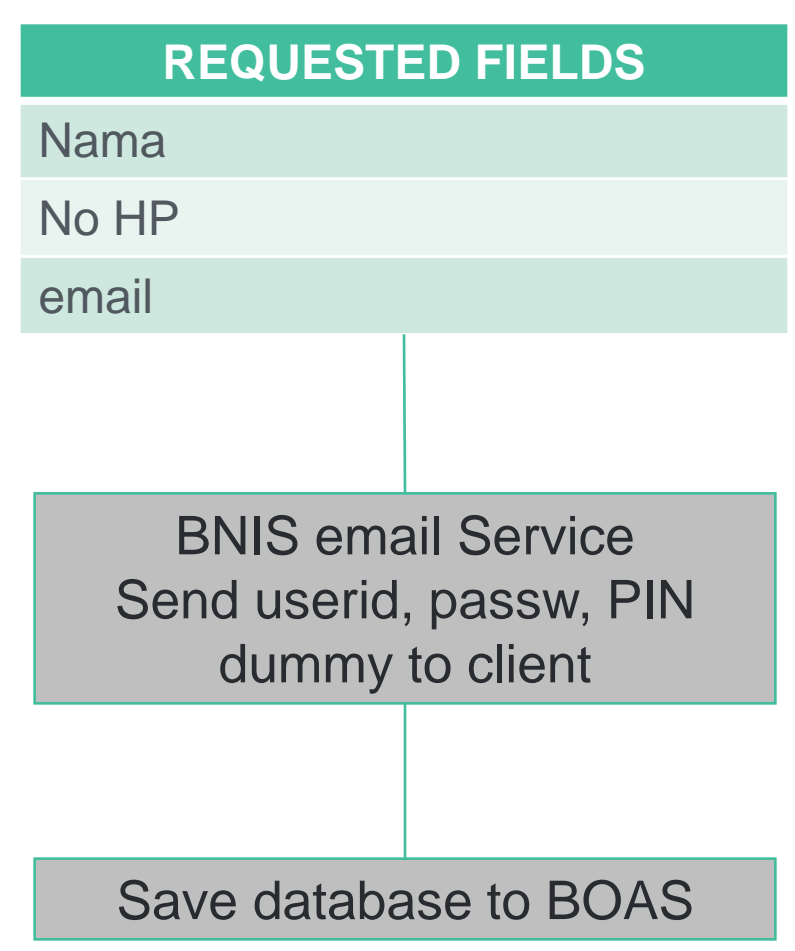 REQUESTED FIELDS
Nama
No HP
email
BNIS email Service
Send userid, passw, PIN
dummy to client
Save database to BOAS